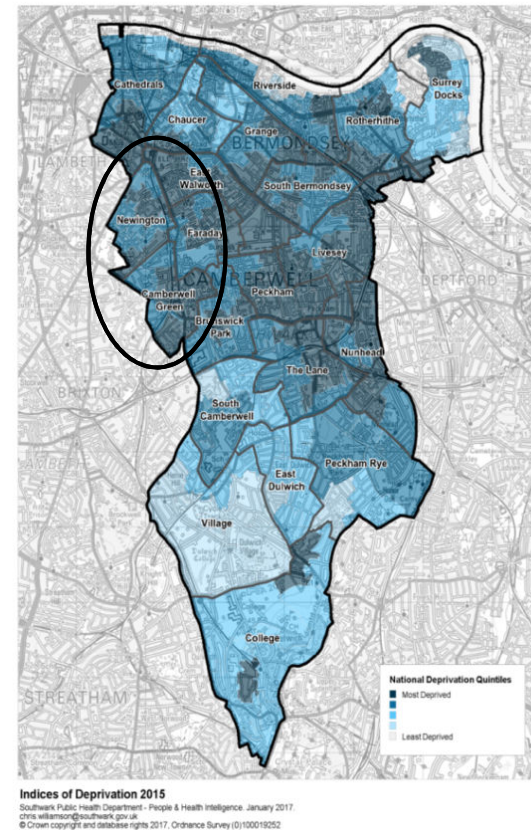 Cathedrals
Riverside
Surrey
Docks
Chaucer
Rotherhithe
Grange
BERMONDSEY
LAMBETH
East
Walworth
South Bermondsey
Newington
Faraday
Livesey
CAMBERWELL
DEPTFORD
Peckham
Camberwell
Green
Brunswick
Park
Nunhead
The Lane
BRIXTON
South
Camberwell
Peckham Rye
East
Dulwich
Village
College
STREATHAM
National Deprivation Quintiles
Most Deprived
Least Deprived
Indices of Deprivation 2015
Southwark Public Health Department - People & Health Intelligence. January 2017.
chris.williamson@southwark.gov.uk
© Crown copyright and database rights 2017, Ordnance Survey (0)100019252